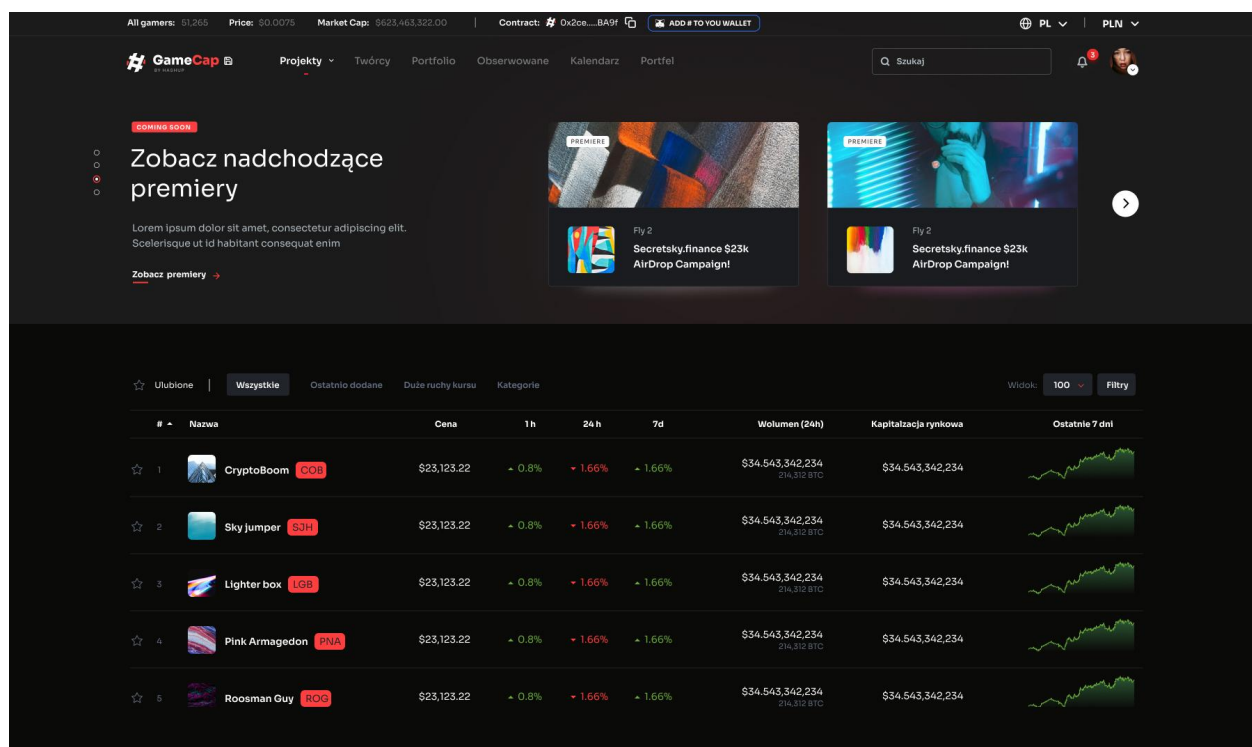 All gamers: 51,265 Price: $0.0075 Market Cap: $623,463,322.00 | Contract: # 0x2ce.....BA9f ADD # TO YOU WALLET PL | PLN
GameCap
BY HASHUP
Projekty Twórcy Portfolio Obserwowane Kalendarz Portfel Szukaj 3
COMING SOON
Zobacz nadchodzące
premiery
Lorem ipsum dolor sit amet, consectetur adipiscing elit.
Scelerisque ut id habitant consequat enim
Zobacz premiery →
PREMIERE
Fly 2
Secretsky.finance $23k
AirDrop Campaign!
PREMIERE
Fly 2
Secretsky.finance $23k
AirDrop Campaign!
Ulubione | Wszystkie Ostatnio dodane Duże ruchy kursu Kategorie Widok: 100 Filtry
# Nazwa Cena 1 h 24 h 7d Wolumen (24h) Kapitalzacja rynkowa Ostatnie 7 dni
1 CryptoBoom COB $23,123.22 0.8% 1.66% 1.66% $34.543,342,234 $34.543,342,234
214,312 BTC
2 Sky jumper SJH $23,123.22 0.8% 1.66% 1.66% $34.543,342,234 $34.543,342,234
214,312 BTC
3 Lighter box LGB $23,123.22 0.8% 1.66% 1.66% $34.543,342,234 $34.543,342,234
214,312 BTC
4 Pink Armagedon PNA $23,123.22 0.8% 1.66% 1.66% $34.543,342,234 $34.543,342,234
214,312 BTC
5 Roosman Guy ROG $23,123.22 0.8% 1.66% 1.66% $34.543,342,234 $34.543,342,234
214,312 BTC